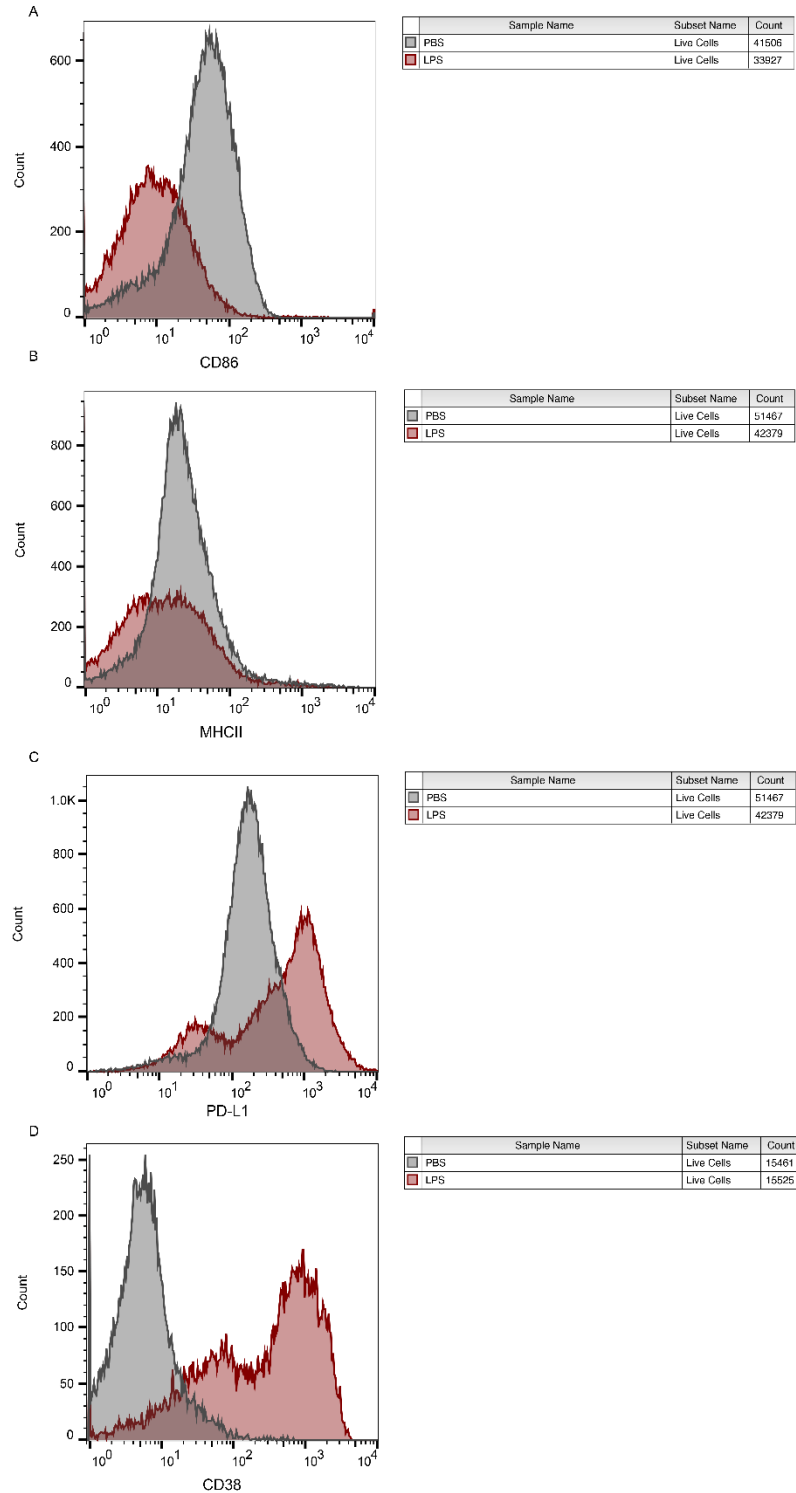 A
Sample Name Subset Name Count
PBS Live Cells 41506
LPS Live Cells 33927
600
400
200
0
Count
10^0 10^1 10^2 10^3 10^4
CD86
B
Sample Name Subset Name Count
PBS Live Cells 51467
LPS Live Cells 42379
800
600
400
200
0
Count
10^0 10^1 10^2 10^3 10^4
MHCII
C
Sample Name Subset Name Count
PBS Live Cells 51467
LPS Live Cells 42379
1.0K
800
600
400
200
0
Count
10^0 10^1 10^2 10^3 10^4
PD-L1
D
Sample Name Subset Name Count
PBS Live Cells 15461
LPS Live Cells 15525
250
200
150
100
50
0
Count
10^0 10^1 10^2 10^3 10^4
CD38